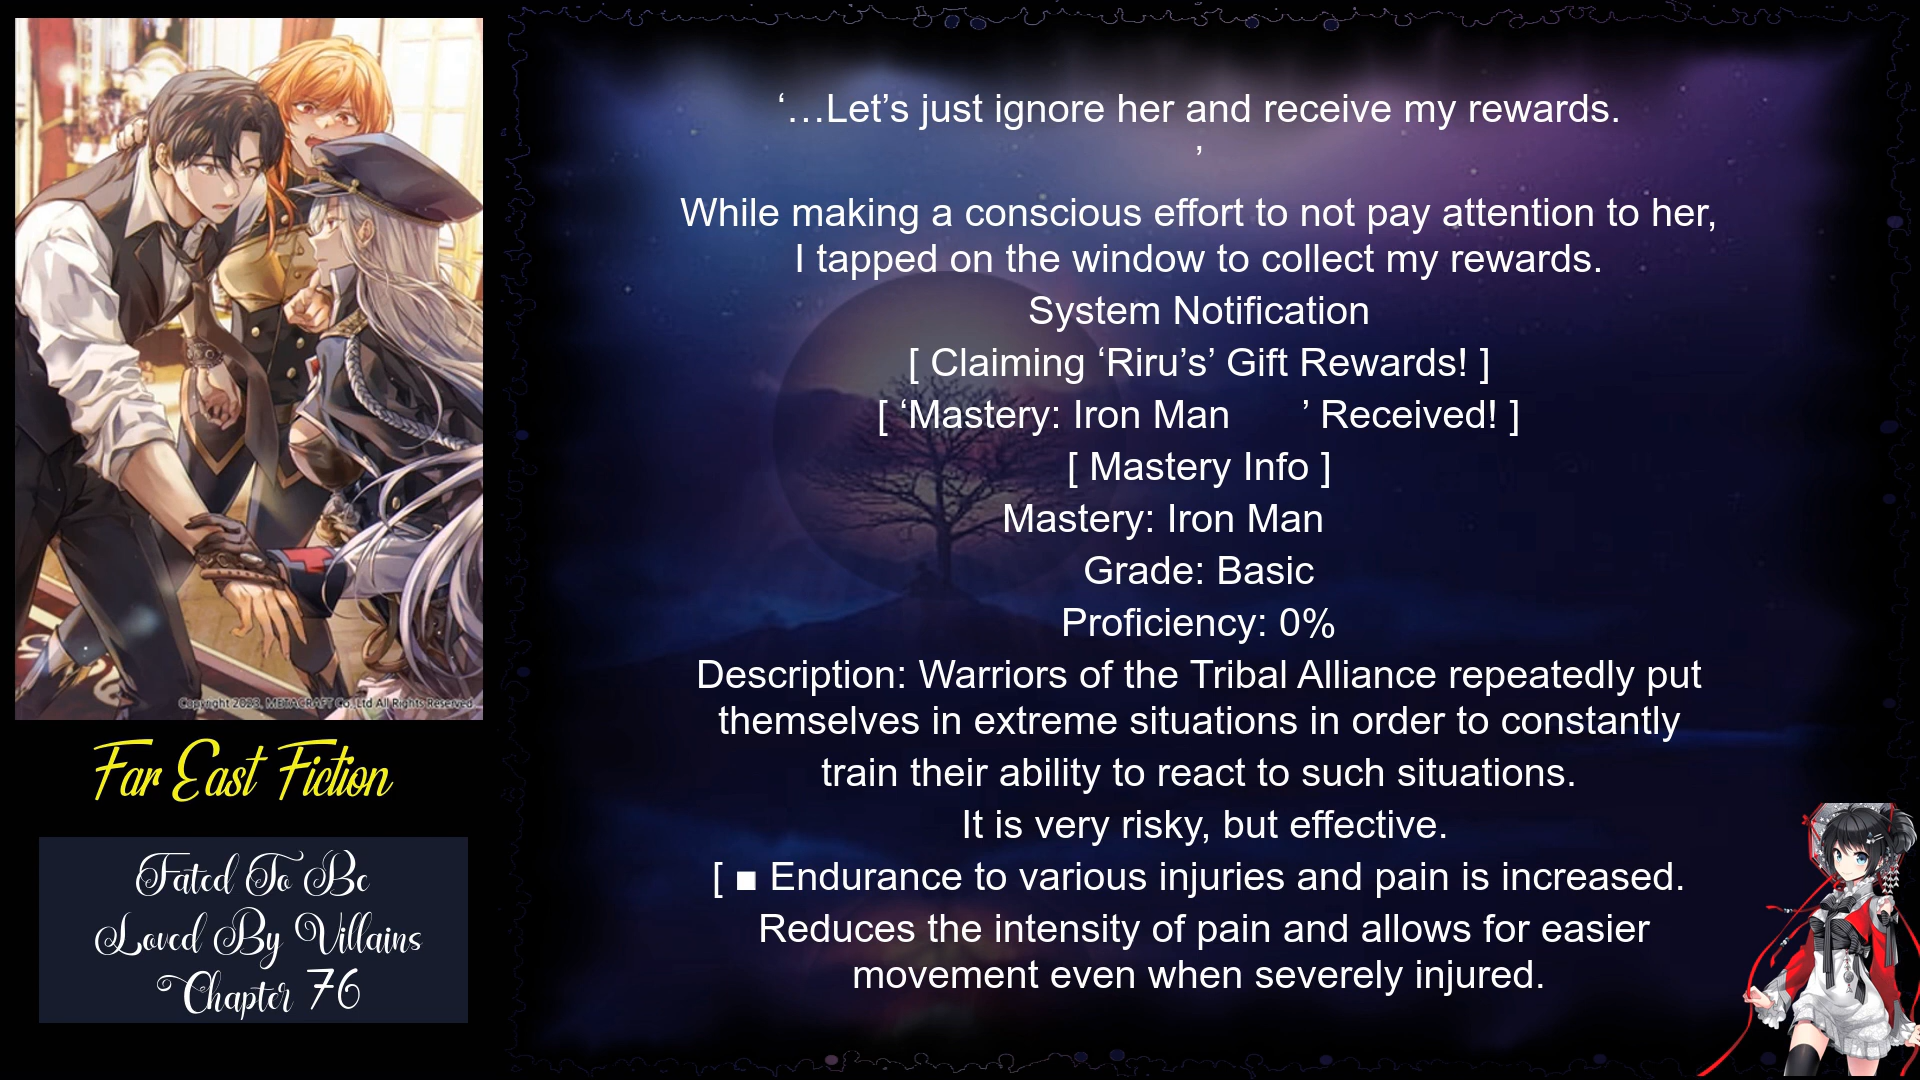 ‘…Let’s just ignore her and receive my rewards.
’
While making a conscious effort to not pay attention to her,
I tapped on the window to collect my rewards.
System Notification
[ Claiming ‘Riru’s’ Gift Rewards! ]
[ ‘Mastery: Iron Man ’ Received! ]
[ Mastery Info ]
Mastery: Iron Man
Grade: Basic
Proficiency: 0%
Description: Warriors of the Tribal Alliance repeatedly put
themselves in extreme situations in order to constantly
train their ability to react to such situations.
It is very risky, but effective.
[ ■ Endurance to various injuries and pain is increased.
Reduces the intensity of pain and allows for easier
movement even when severely injured.
Copyright 2023, METACRAFT Co.,Ltd All Rights Reserved
Far East Fiction
Fated To Be
Loved By Villains
Chapter 76